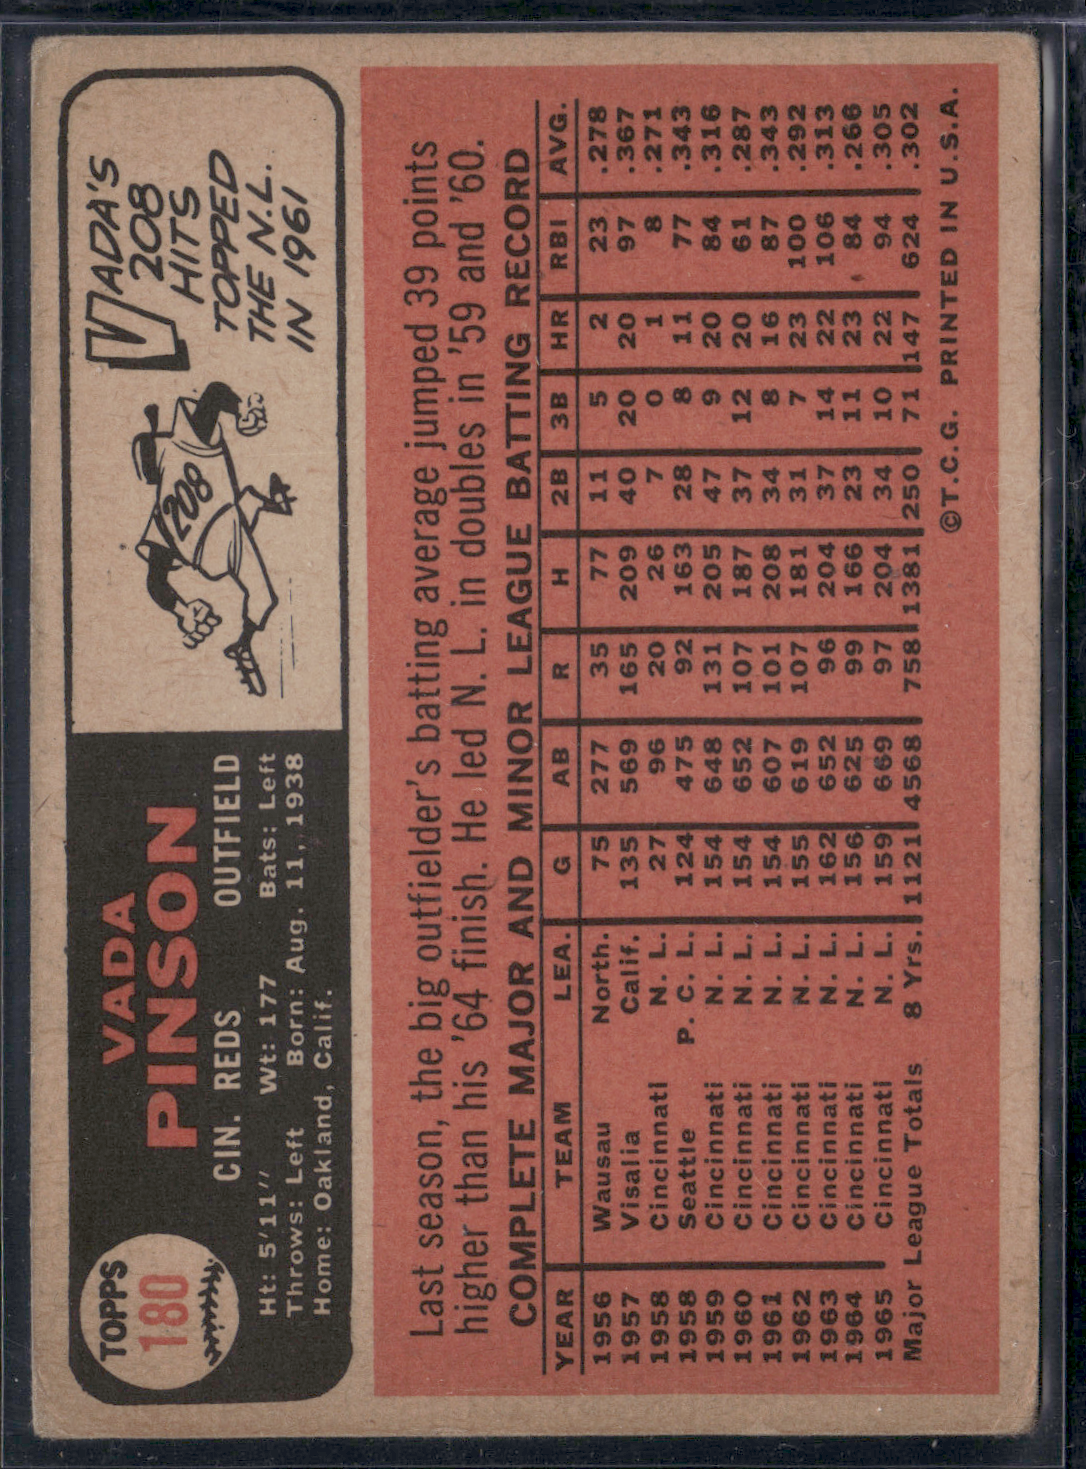 TOPPS
180
VADA
PINSON
CIN. REDS OUTFIELD
Ht: 5'11" Wt: 177 Bats: Left
Throws: Left Born: Aug. 11, 1938
Home: Oakland, Calif.
VADA'S
208
HITS
TOPPED
THE N.L.
IN 1961
208
Last season, the big outfielder's batting average jumped 39 points
higher than his '64 finish. He led N. L. in doubles in '59 and '60.
COMPLETE MAJOR AND MINOR LEAGUE BATTING RECORD
YEAR TEAM LEA. G AB R H 2B 3B HR RBI AVG.
1956 Wausau North. 75 277 35 77 11 5 2 23 .278
1957 Visalia Calif. 135 569 165 209 40 20 20 97 .367
1958 Cincinnati N. L. 27 96 20 26 7 0 1 8 .271
1958 Seattle P. C. L. 124 475 92 163 28 8 11 77 .343
1959 Cincinnati N. L. 154 648 131 205 47 9 20 84 .316
1960 Cincinnati N. L. 154 652 107 187 37 12 20 61 .287
1961 Cincinnati N. L. 154 607 101 208 34 8 16 87 .343
1962 Cincinnati N. L. 155 619 107 181 31 7 23 100 .292
1963 Cincinnati N. L. 162 652 96 204 37 14 22 106 .313
1964 Cincinnati N. L. 156 625 99 166 23 11 23 84 .266
1965 Cincinnati N. L. 159 669 97 204 34 10 22 94 .305
Major League Totals 8 Yrs. 1121 4568 758 1381 250 71 147 624 .302
©T.C.G. PRINTED IN U.S.A.